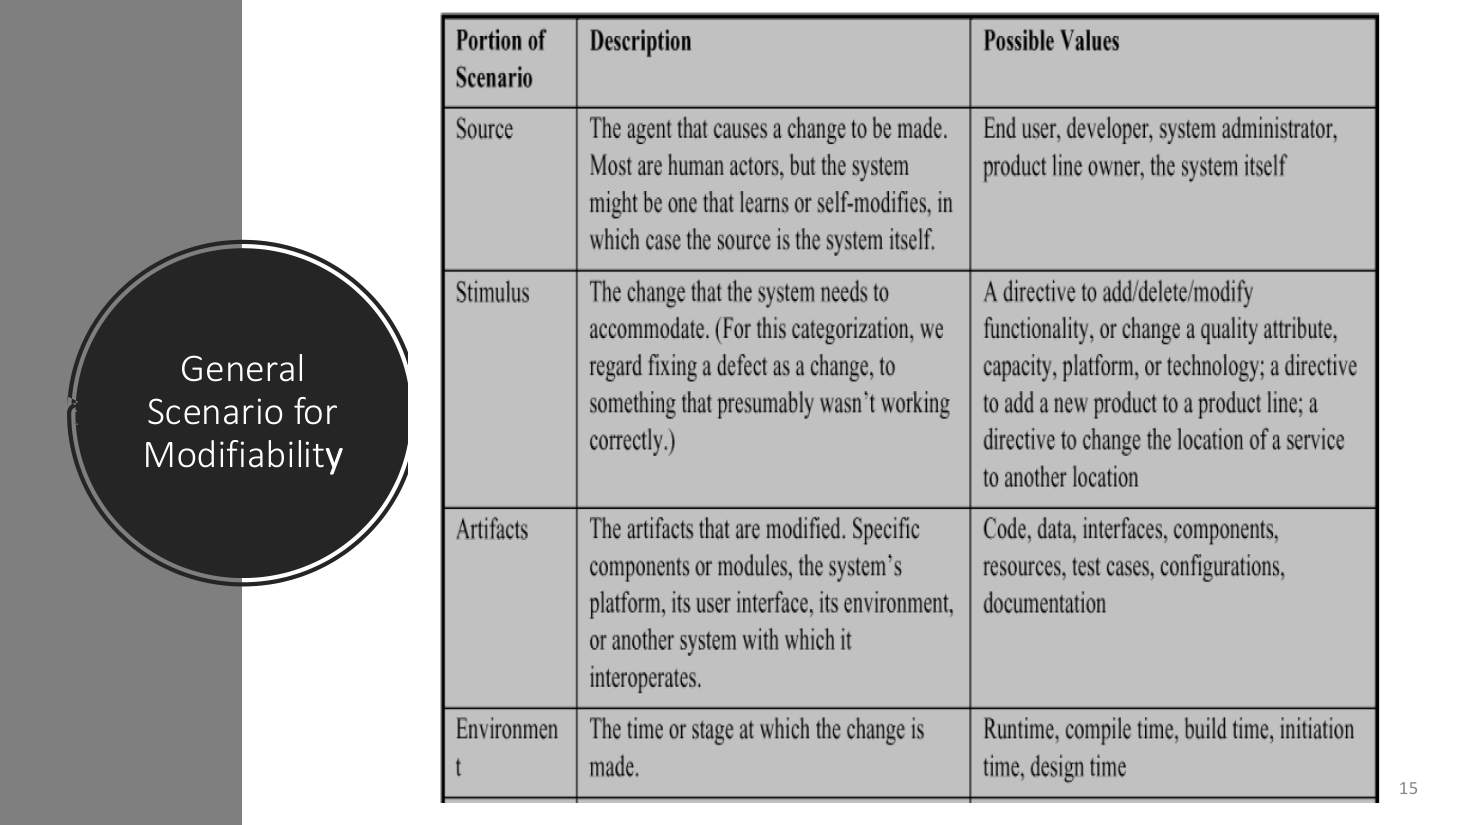 General
Scenario for
Modifiability
Portion of
Scenario
Description
Possible Values
Source
The agent that causes a change to be made.
Most are human actors, but the system
might be one that learns or self-modifies, in
which case the source is the system itself.
End user, developer, system administrator,
product line owner, the system itself
Stimulus
The change that the system needs to
accommodate. (For this categorization, we
regard fixing a defect as a change, to
something that presumably wasn’t working
correctly.)
A directive to add/delete/modify
functionality, or change a quality attribute,
capacity, platform, or technology; a directive
to add a new product to a product line; a
directive to change the location of a service
to another location
Artifacts
The artifacts that are modified. Specific
components or modules, the system’s
platform, its user interface, its environment,
or another system with which it
interoperates.
Code, data, interfaces, components,
resources, test cases, configurations,
documentation
Environmen
t
The time or stage at which the change is
made.
Runtime, compile time, build time, initiation
time, design time
15